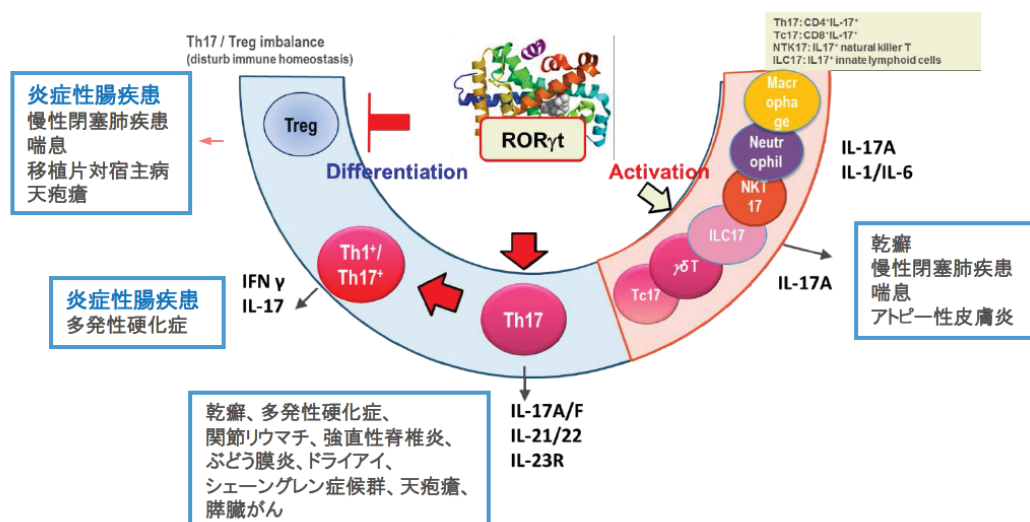 Th17 / Treg imbalance
(disturb immune homeostasis)
Th17: CD4⁺IL-17⁺
Tc17: CD8⁺IL-17⁺
NTK17: IL17⁺ natural killer T
ILC17: IL17⁺ innate lymphoid cells
炎症性腸疾患
慢性閉塞肺疾患
喘息
移植片対宿主病
天疱瘡
Treg
RORγt
Differentiation
Activation
Macr
opha
ge
Neutr
ophil
NKT
17
ILC17
γδ T
Tc17
IL-17A
IL-1/IL-6
IL-17A
乾癬
慢性閉塞肺疾患
喘息
アトピー性皮膚炎
Th1⁺/
Th17⁺
Th17
IFN γ
IL-17
炎症性腸疾患
多発性硬化症
IL-17A/F
IL-21/22
IL-23R
乾癬、多発性硬化症、
関節リウマチ、強直性脊椎炎、
ぶどう膜炎、ドライアイ、
シェーングレン症候群、天疱瘡、
膵臓がん